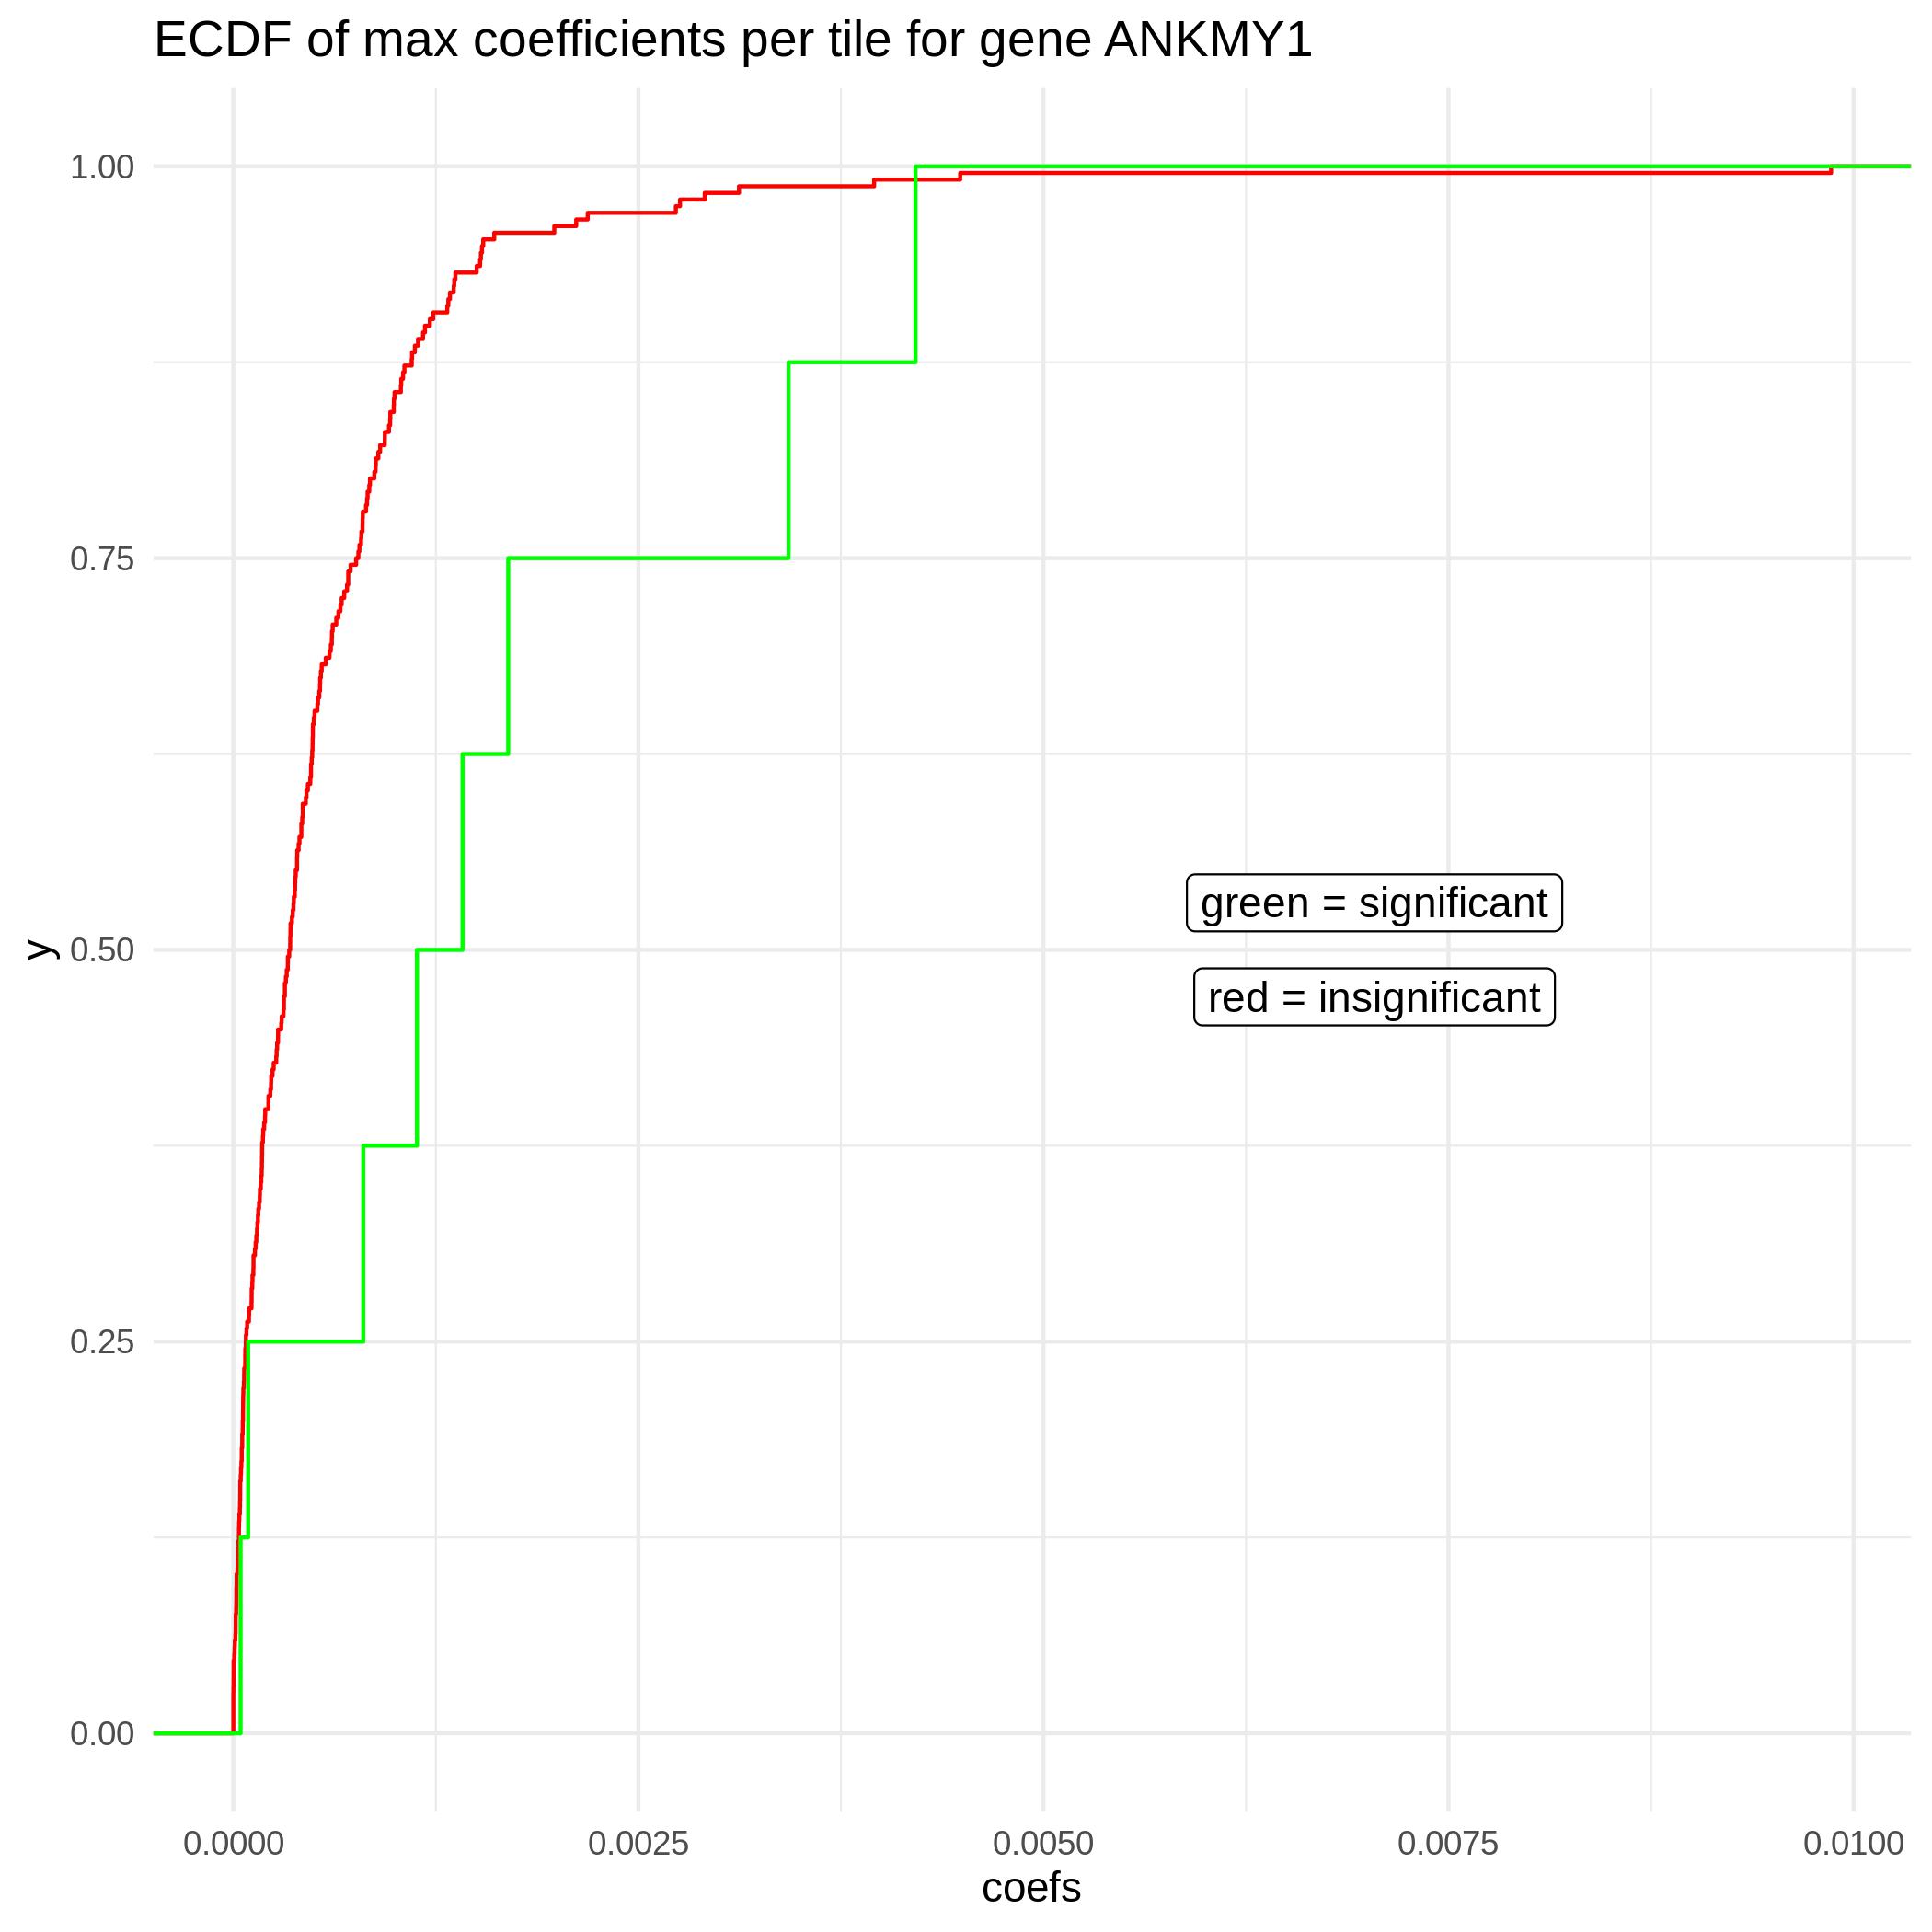 ECDF of max coefficients per tile for gene ANKMY1
1.00
0.75
green = significant
y
0.50
red = insignificant
0.25
0.00
0.0000
0.0025
0.0050
0.0075
0.0100
coefs